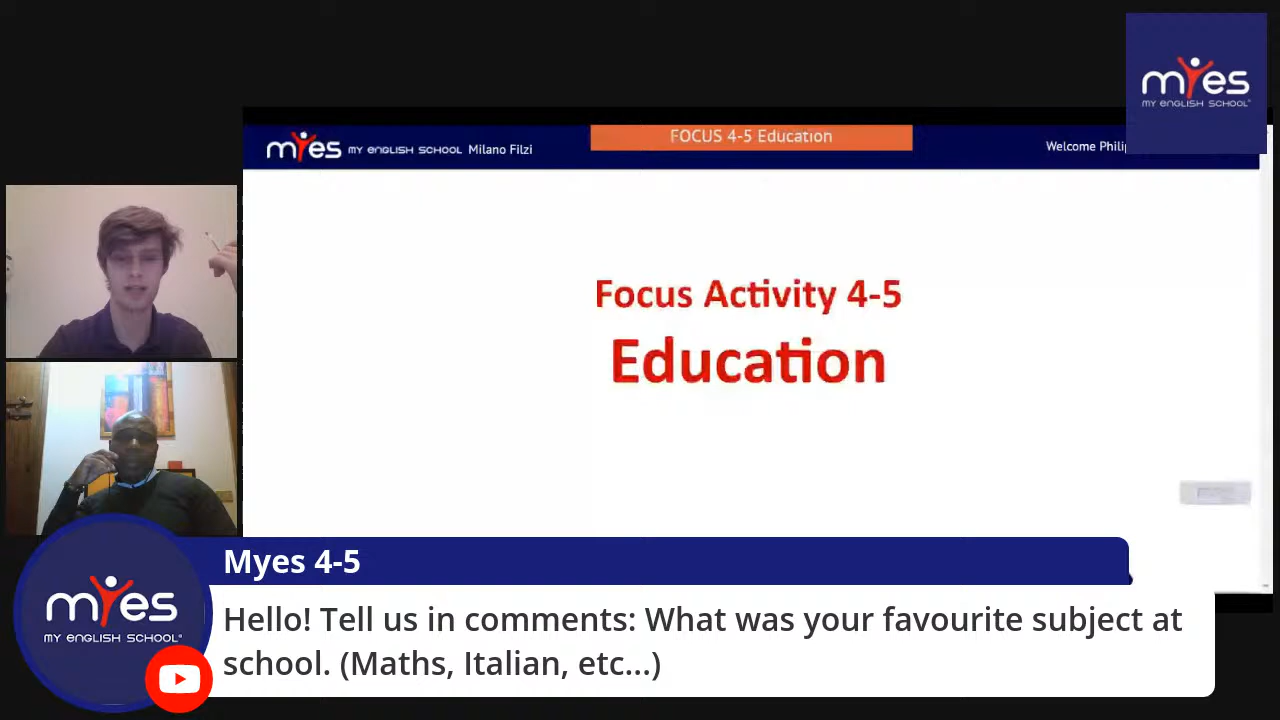 myes
MY ENGLISH SCHOOL
myes MY ENGLISH SCHOOL Milano Filzi
FOCUS 4-5 Education
Welcome Philip
Focus Activity 4-5
Education
Myes 4-5
myes
MY ENGLISH SCHOOL
Hello! Tell us in comments: What was your favourite subject at
school. (Maths, Italian, etc...)